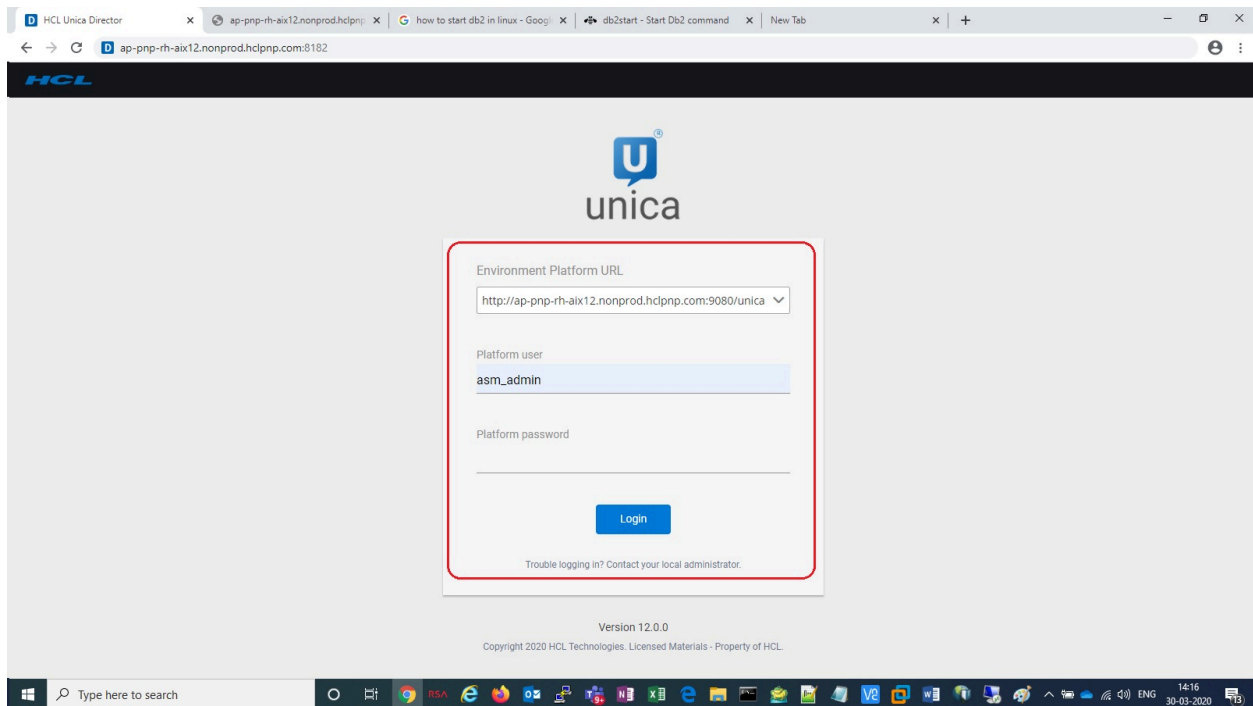 HCL Unica Director
ap-pnp-rh-aix12.nonprod.hclpnp
how to start db2 in linux - Googl
db2start - Start Db2 command
New Tab
ap-pnp-rh-aix12.nonprod.hclpnp.com:8182
HCL
unica
Environment Platform URL
http://ap-pnp-rh-aix12.nonprod.hclpnp.com:9080/unica
Platform user
asm_admin
Platform password
Login
Trouble logging in? Contact your local administrator.
Version 12.0.0
Copyright 2020 HCL Technologies. Licensed Materials - Property of HCL.
Type here to search
RSA
ENG
14:16
30-03-2020